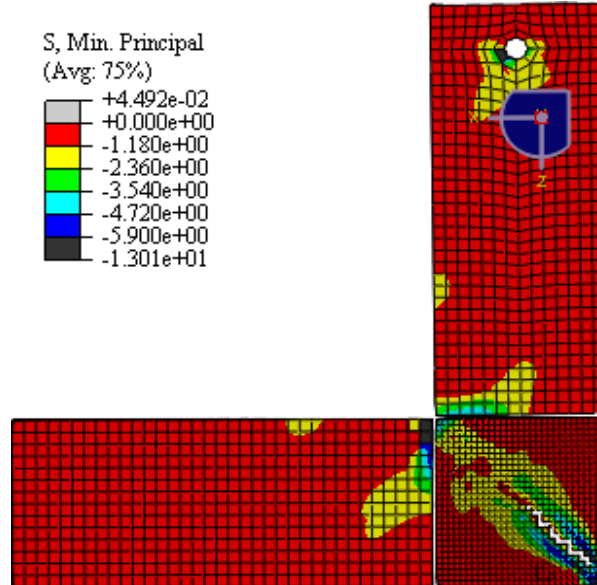 S, Min. Principal
(Avg: 75%)
+4.492e-02
+0.000e+00
-1.180e+00
-2.360e+00
-3.540e+00
-4.720e+00
-5.900e+00
-1.301e+01
X
Z